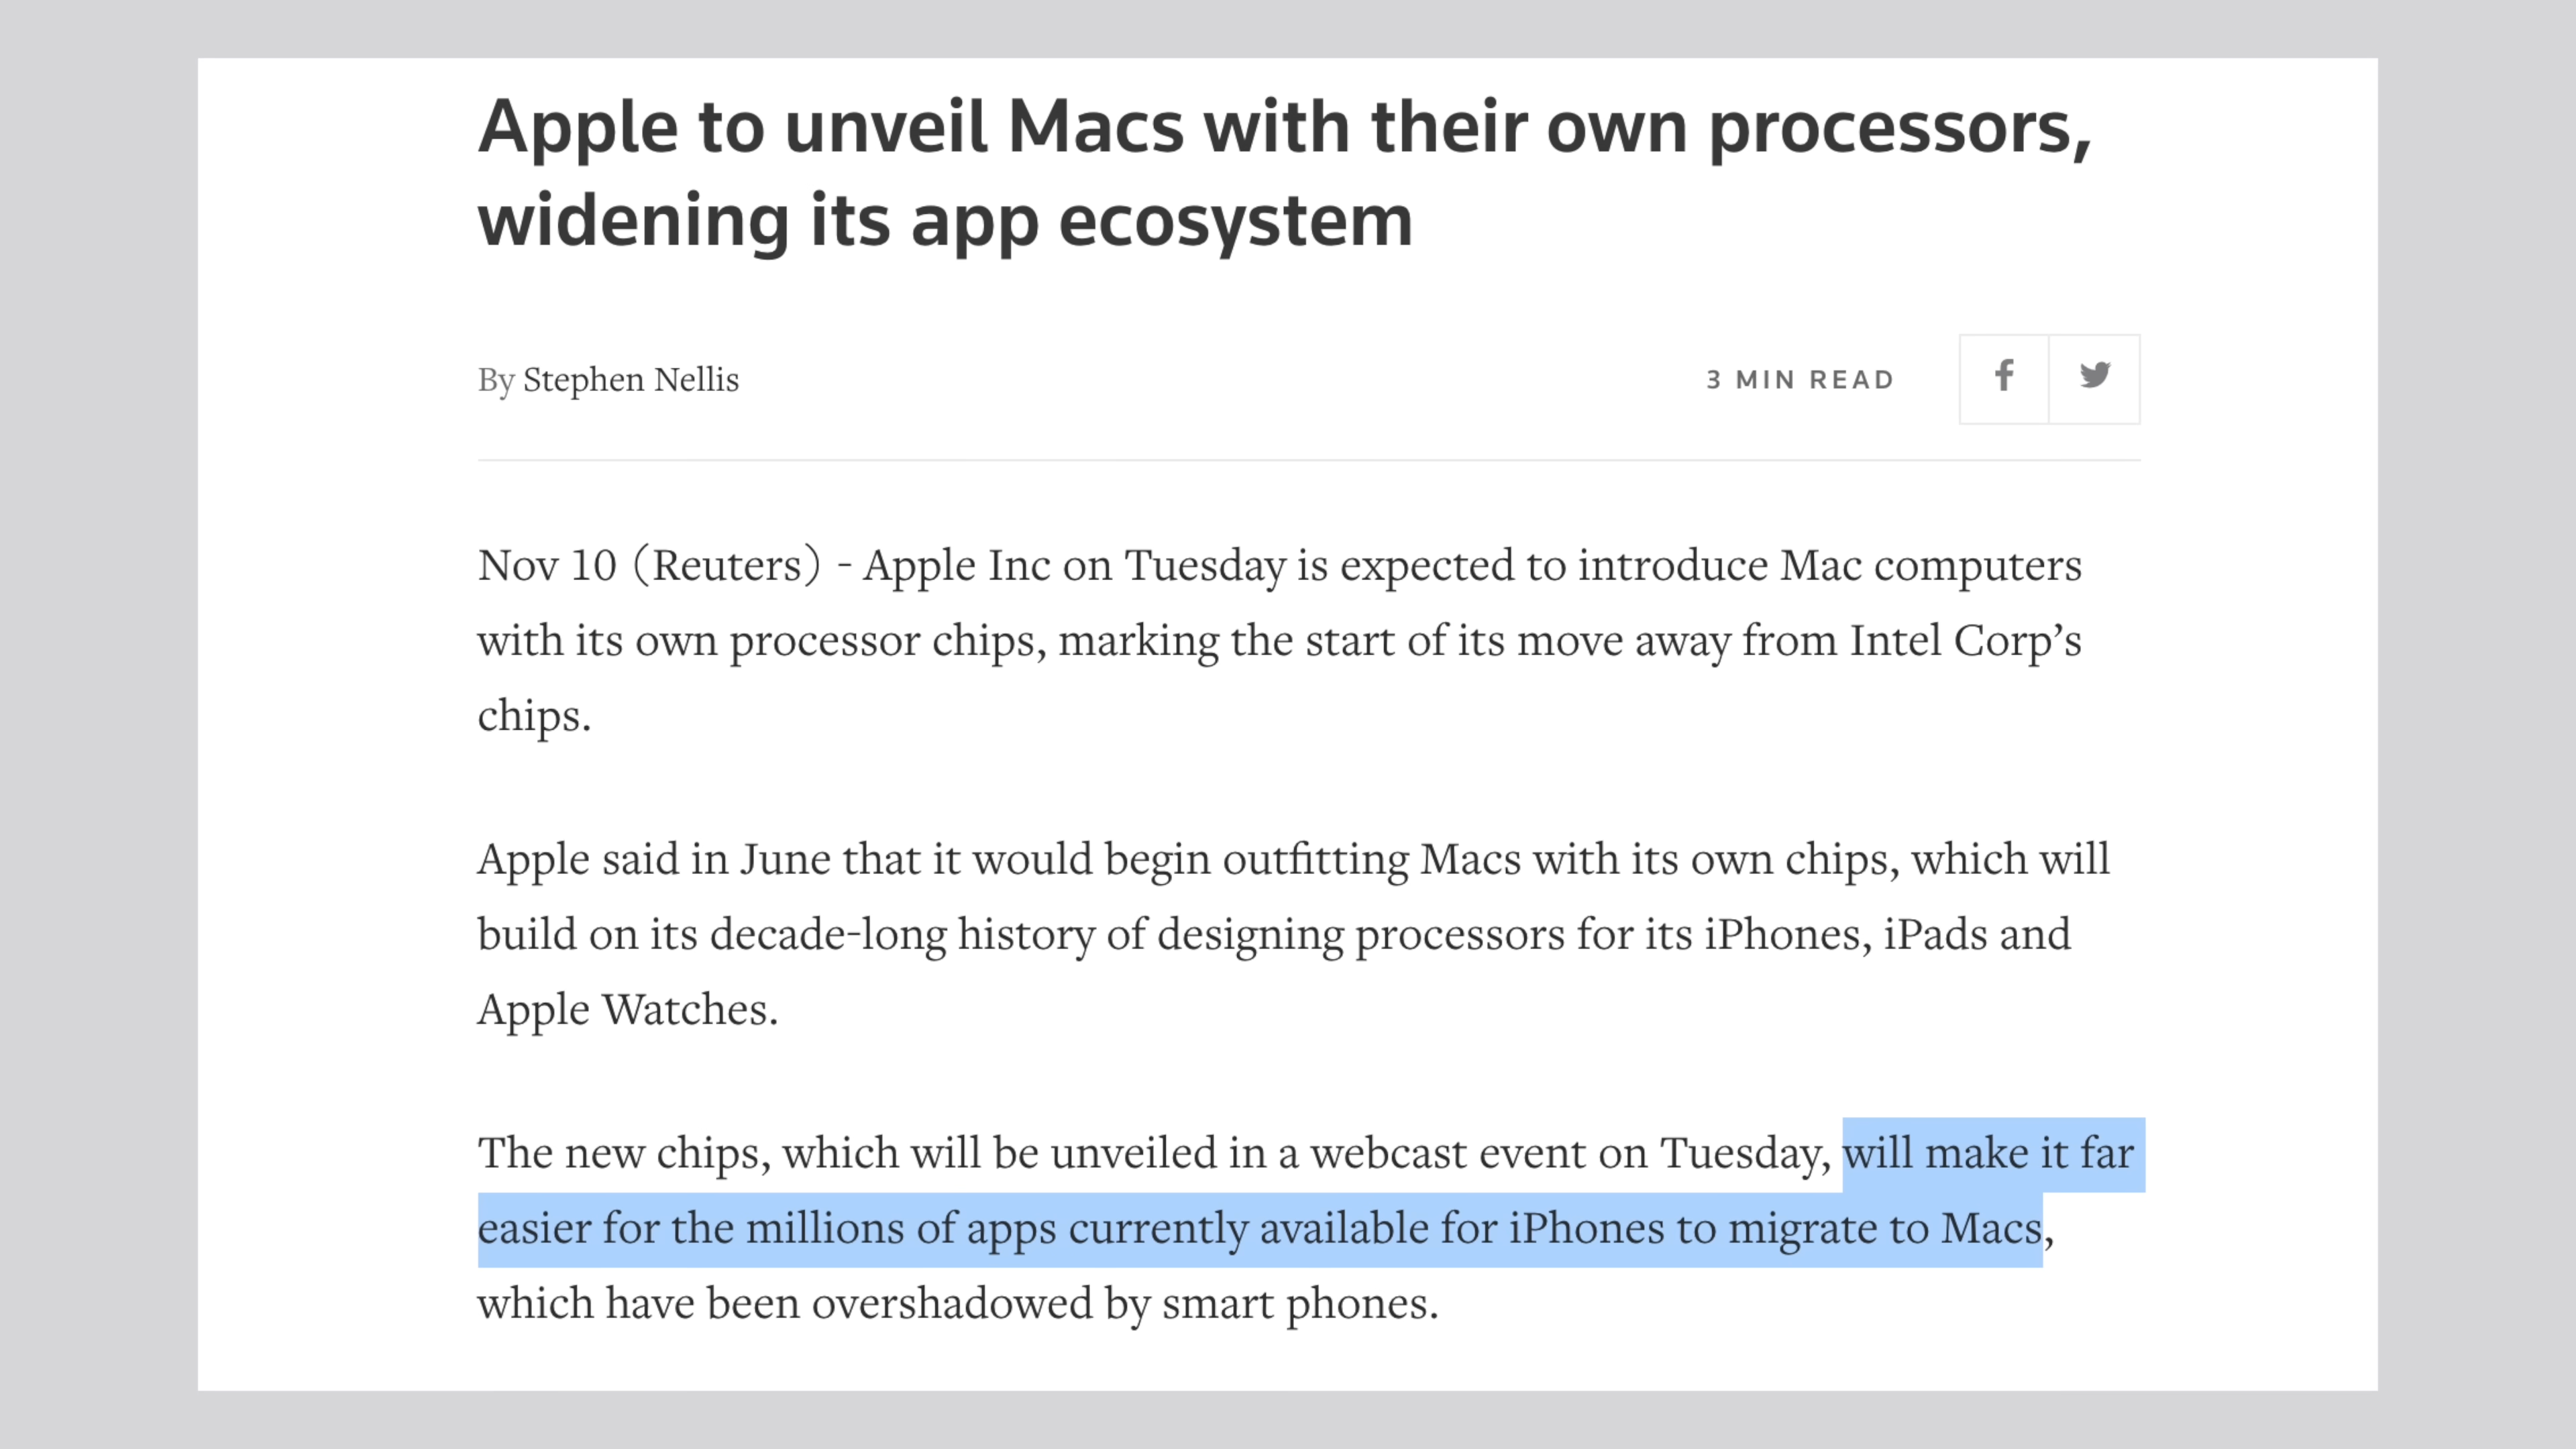 Apple to unveil Macs with their own processors,
widening its app ecosystem
By Stephen Nellis
3 MIN READ
Nov 10 (Reuters) - Apple Inc on Tuesday is expected to introduce Mac computers
with its own processor chips, marking the start of its move away from Intel Corp’s
chips.
Apple said in June that it would begin outfitting Macs with its own chips, which will
build on its decade-long history of designing processors for its iPhones, iPads and
Apple Watches.
The new chips, which will be unveiled in a webcast event on Tuesday, will make it far
easier for the millions of apps currently available for iPhones to migrate to Macs,
which have been overshadowed by smart phones.